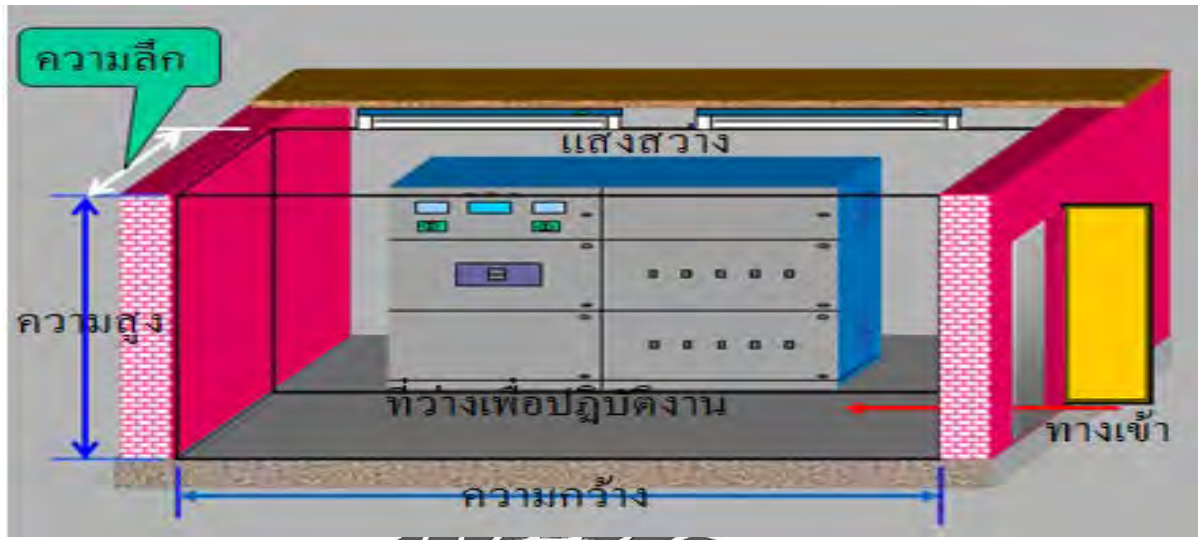 ความลึก
แสงสว่าง
ความสูง
ที่ว่างเพื่อปฏิบัติงาน
ทางเข้า
ความกว้าง